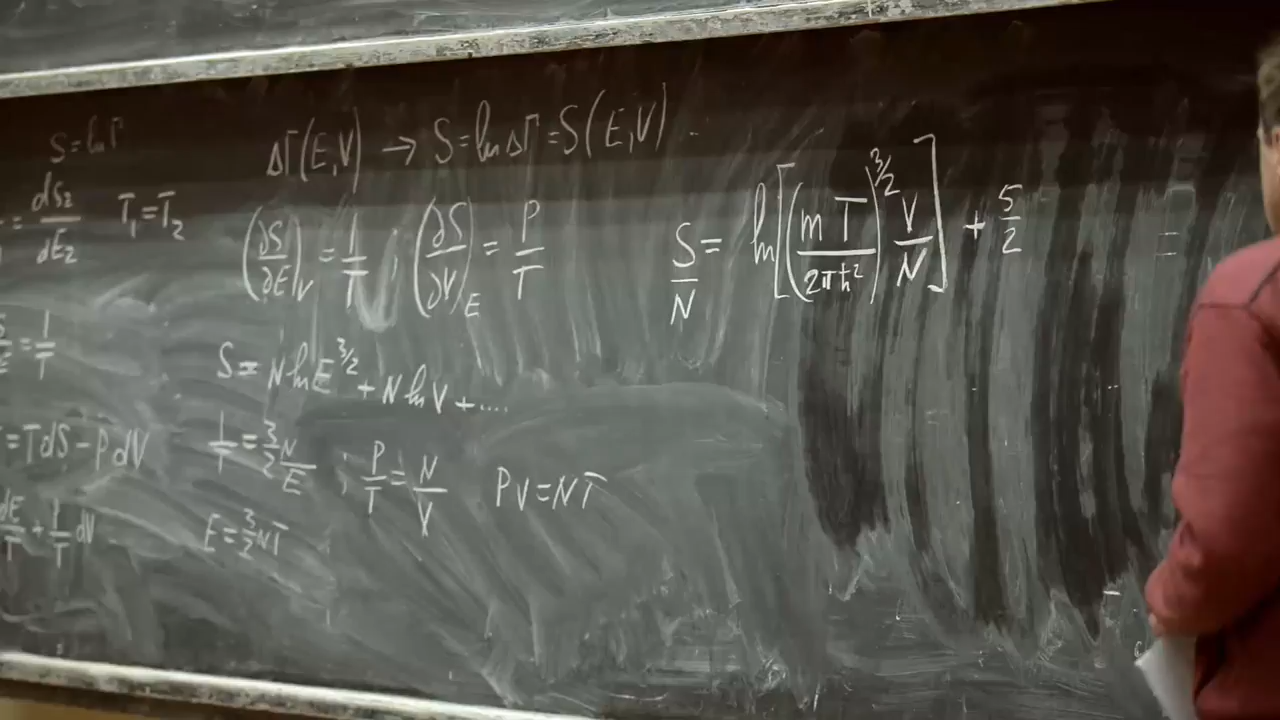 S = ln Γ
= dS₂/dE₂ T₁ = T₂
= 1/T
= TdS − PdV
dE/T + 1/T dV
ΔΓ(E,V) → S = ln ΔΓ = S(E,V)
(∂S/∂E)_V = 1/T ; (∂S/∂V)_E = P/T
S = N ln E^{3/2} + N ln V + ....
1/T = 3/2 N/E ; P/T = N/V PV = NT
E = 3/2 NT
S/N = ln[(mT/2πħ²)^{3/2} V/N] + 5/2